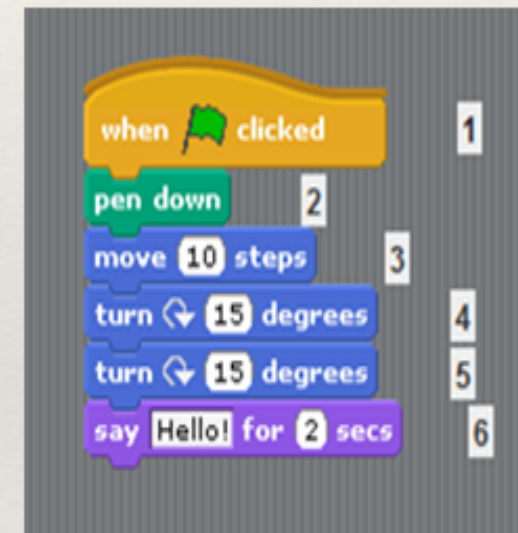 when clicked 1
pen down 2
move 10 steps 3
turn 15 degrees 4
turn 15 degrees 5
say Hello! for 2 secs 6